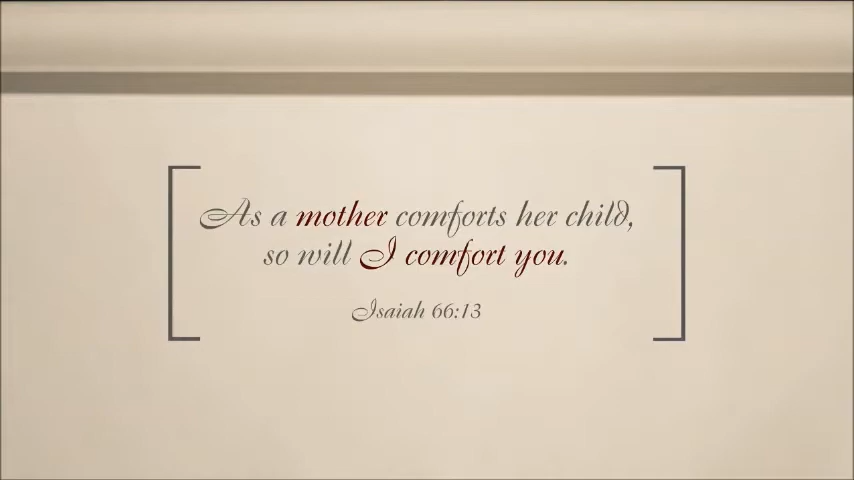 As a mother comforts her child,
so will I comfort you.
Isaiah 66:13